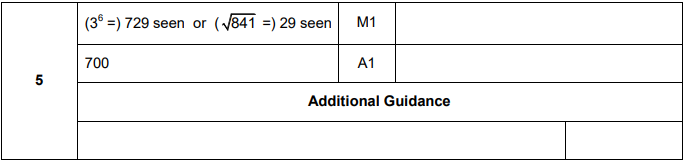 (3⁶ =) 729 seen or (√841 =) 29 seen M1
700 A1
5
Additional Guidance